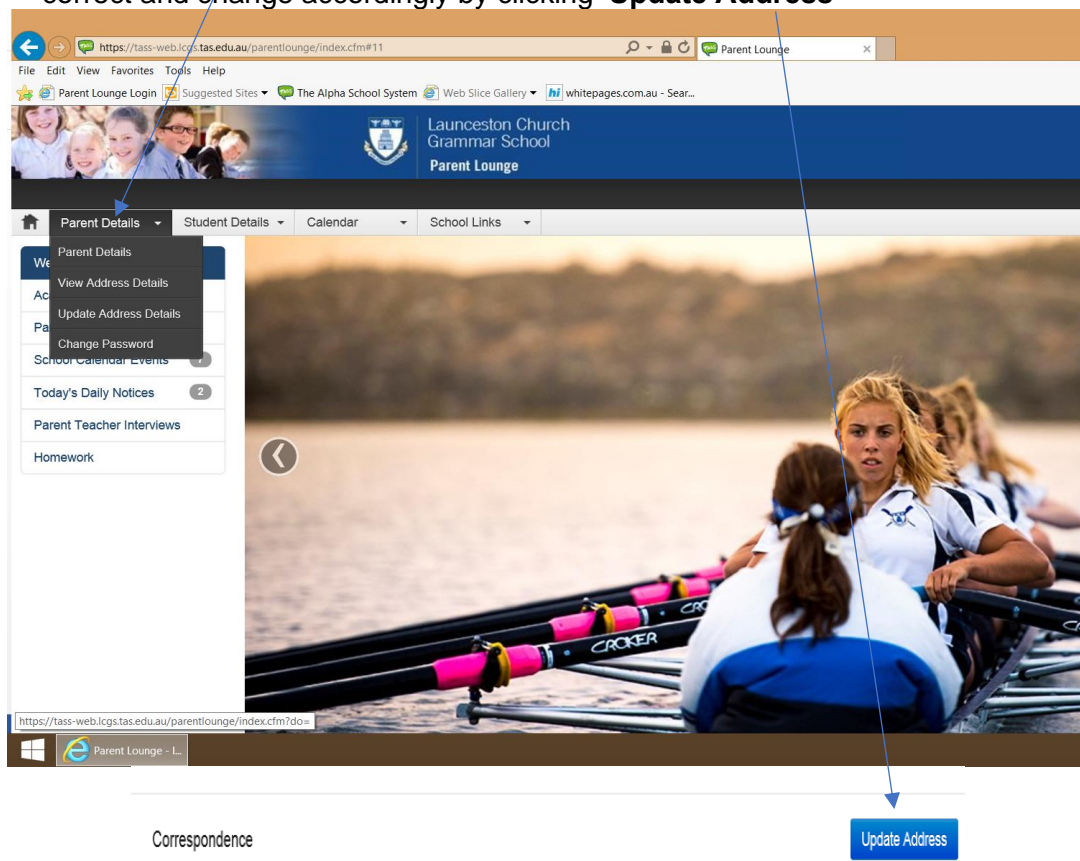 correct and change accordingly by clicking 'Update Address'
https://tass-web.lcgs.tas.edu.au/parentlounge/index.cfm#11
Parent Lounge
File Edit View Favorites Tools Help
Parent Lounge Login Suggested Sites The Alpha School System Web Slice Gallery hi whitepages.com.au - Sear...
Launceston Church
Grammar School
Parent Lounge
Parent Details Student Details Calendar School Links
Parent Details
View Address Details
Update Address Details
Change Password
We
Ac
Pa
School Calendar Events 7
Today's Daily Notices 2
Parent Teacher Interviews
Homework
CROKER
CROKER
https://tass-web.lcgs.tas.edu.au/parentlounge/index.cfm?do=
Parent Lounge - I...
Correspondence
Update Address